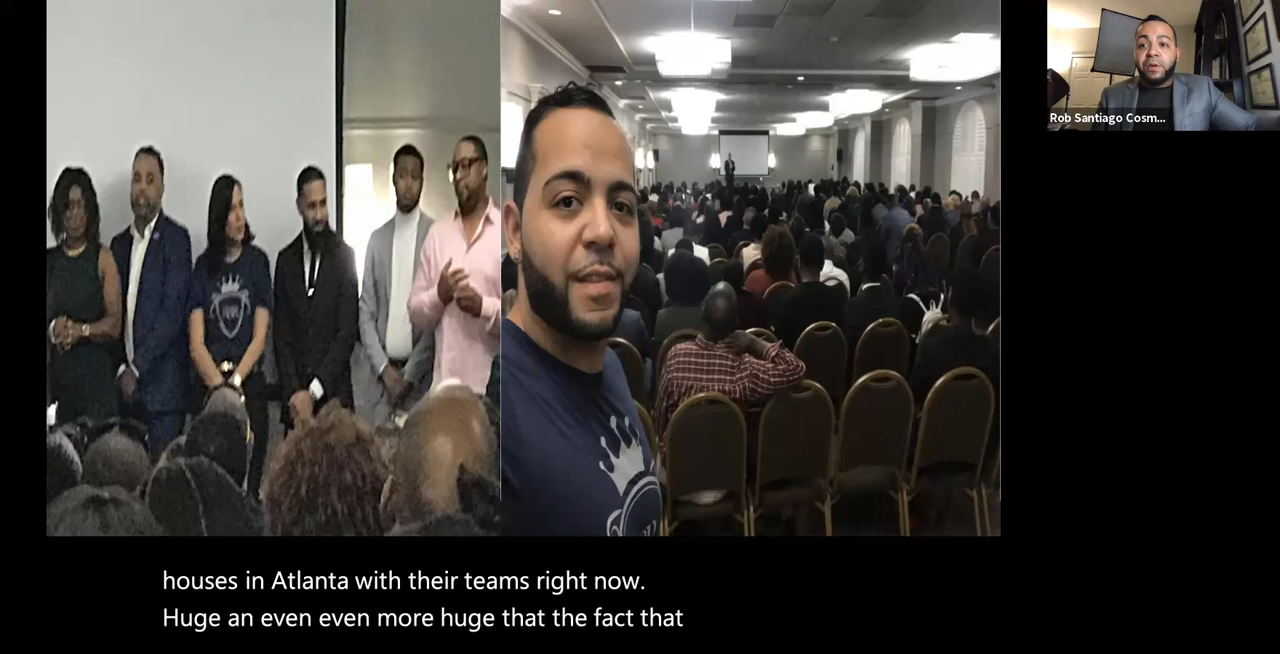 Rob Santiago Cosm...
houses in Atlanta with their teams right now.
Huge an even even more huge that the fact that